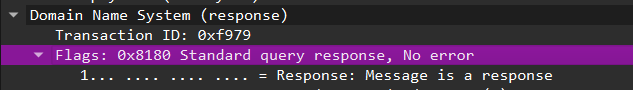 Domain Name System (response)
Transaction ID: 0xf979
Flags: 0x8180 Standard query response, No error
1... .... .... .... = Response: Message is a response